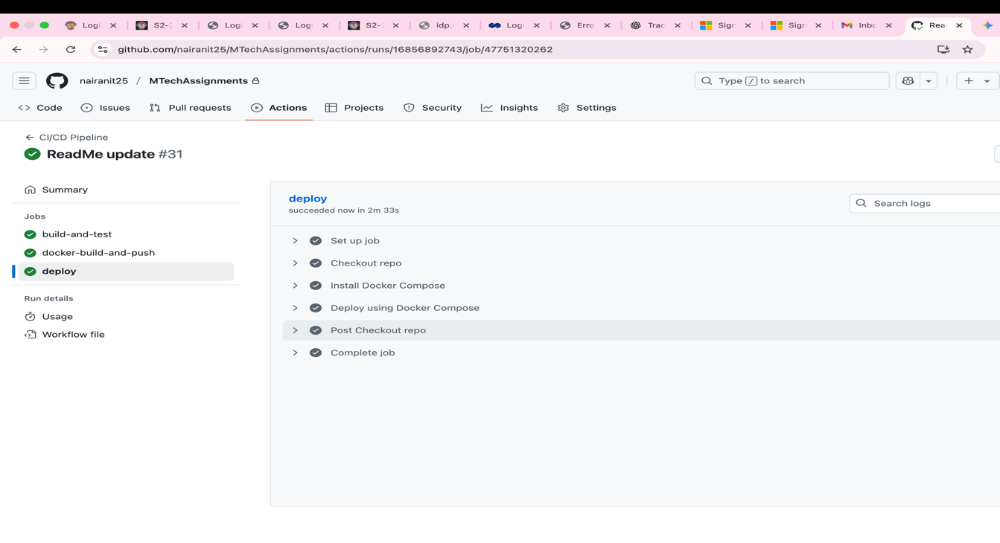 Logi
S2-2
Logi
Logi
S2-2
idp.l
Logi
Erro
Trac
Sign
Sign
Inbo
Rea
github.com/nairanit25/MTechAssignments/actions/runs/16856892743/job/47751320262
nairanit25 / MTechAssignments
Type / to search
Code
Issues
Pull requests
Actions
Projects
Security
Insights
Settings
CI/CD Pipeline
ReadMe update #31
Summary
Jobs
build-and-test
docker-build-and-push
deploy
Run details
Usage
Workflow file
deploy
succeeded now in 2m 33s
Search logs
Set up job
Checkout repo
Install Docker Compose
Deploy using Docker Compose
Post Checkout repo
Complete job